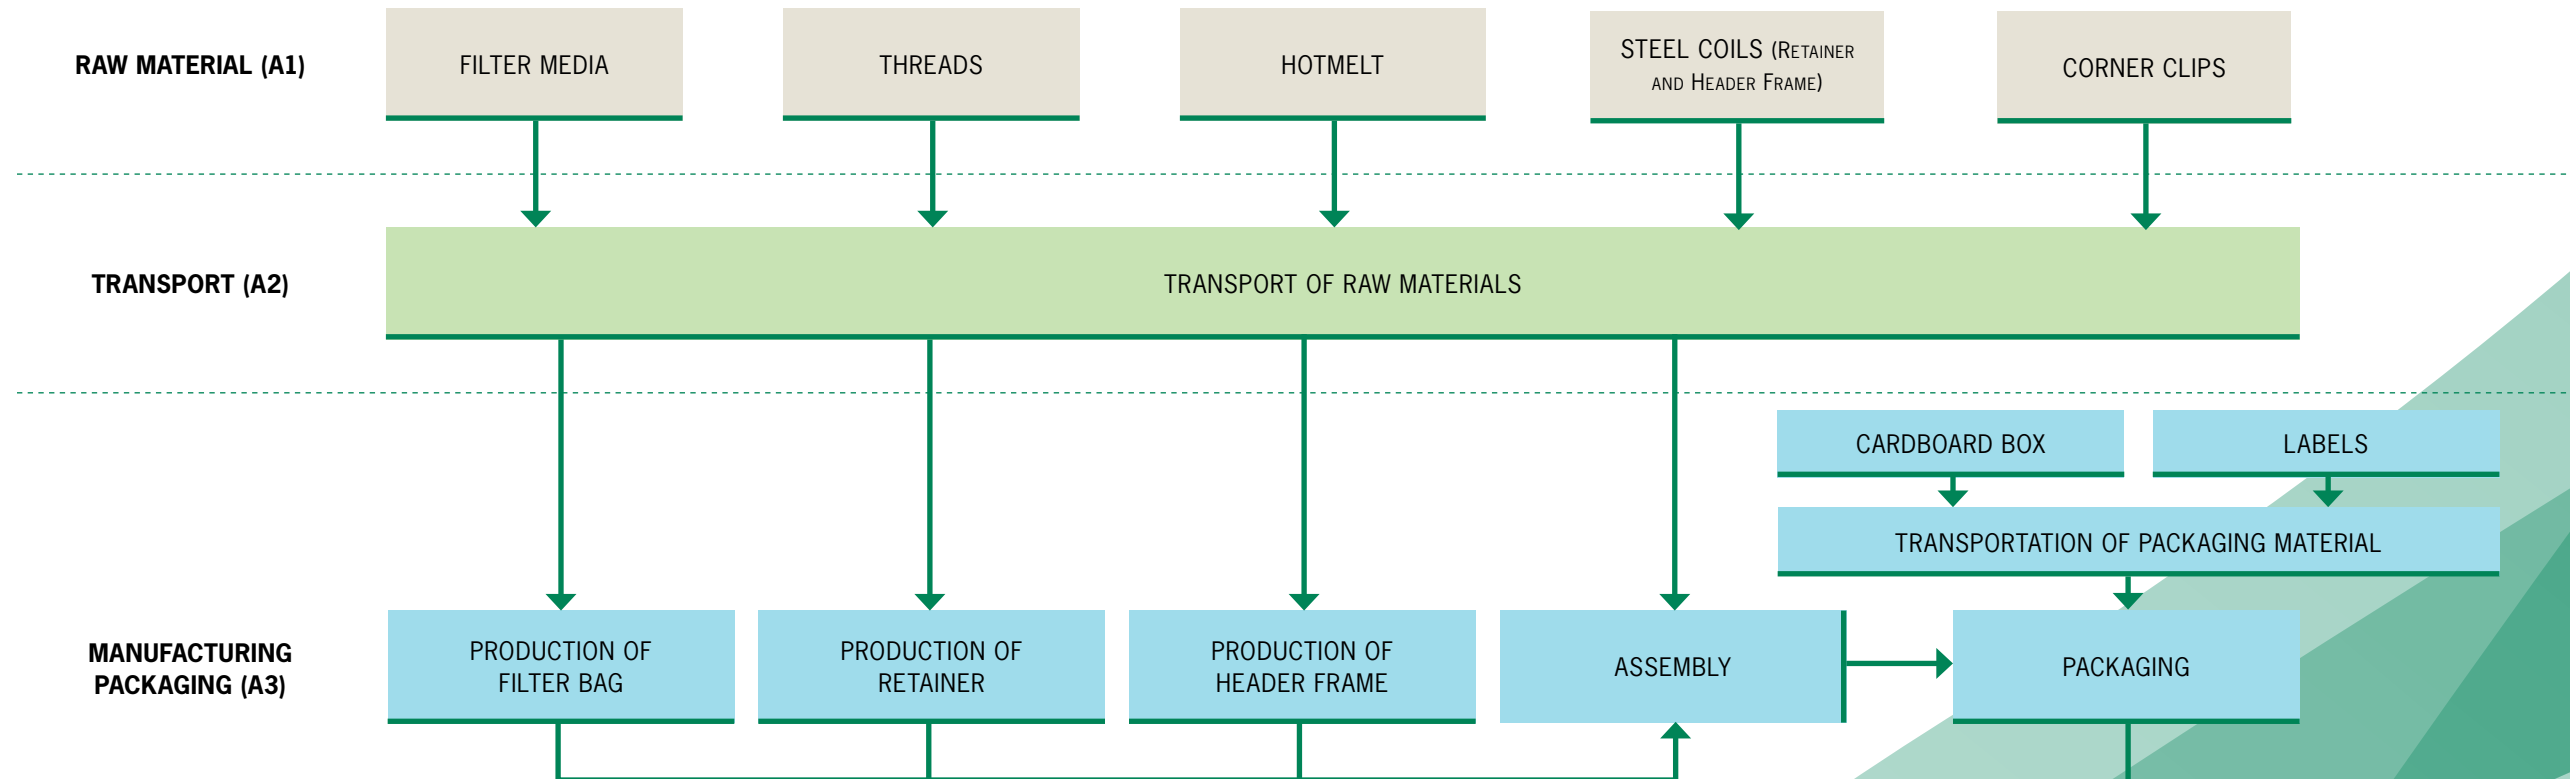 RAW MATERIAL (A1)
FILTER MEDIA
THREADS
HOTMELT
STEEL COILS (RETAINER
AND HEADER FRAME)
CORNER CLIPS
TRANSPORT (A2)
TRANSPORT OF RAW MATERIALS
CARDBOARD BOX
LABELS
TRANSPORTATION OF PACKAGING MATERIAL
MANUFACTURING
PACKAGING (A3)
PRODUCTION OF
FILTER BAG
PRODUCTION OF
RETAINER
PRODUCTION OF
HEADER FRAME
ASSEMBLY
PACKAGING